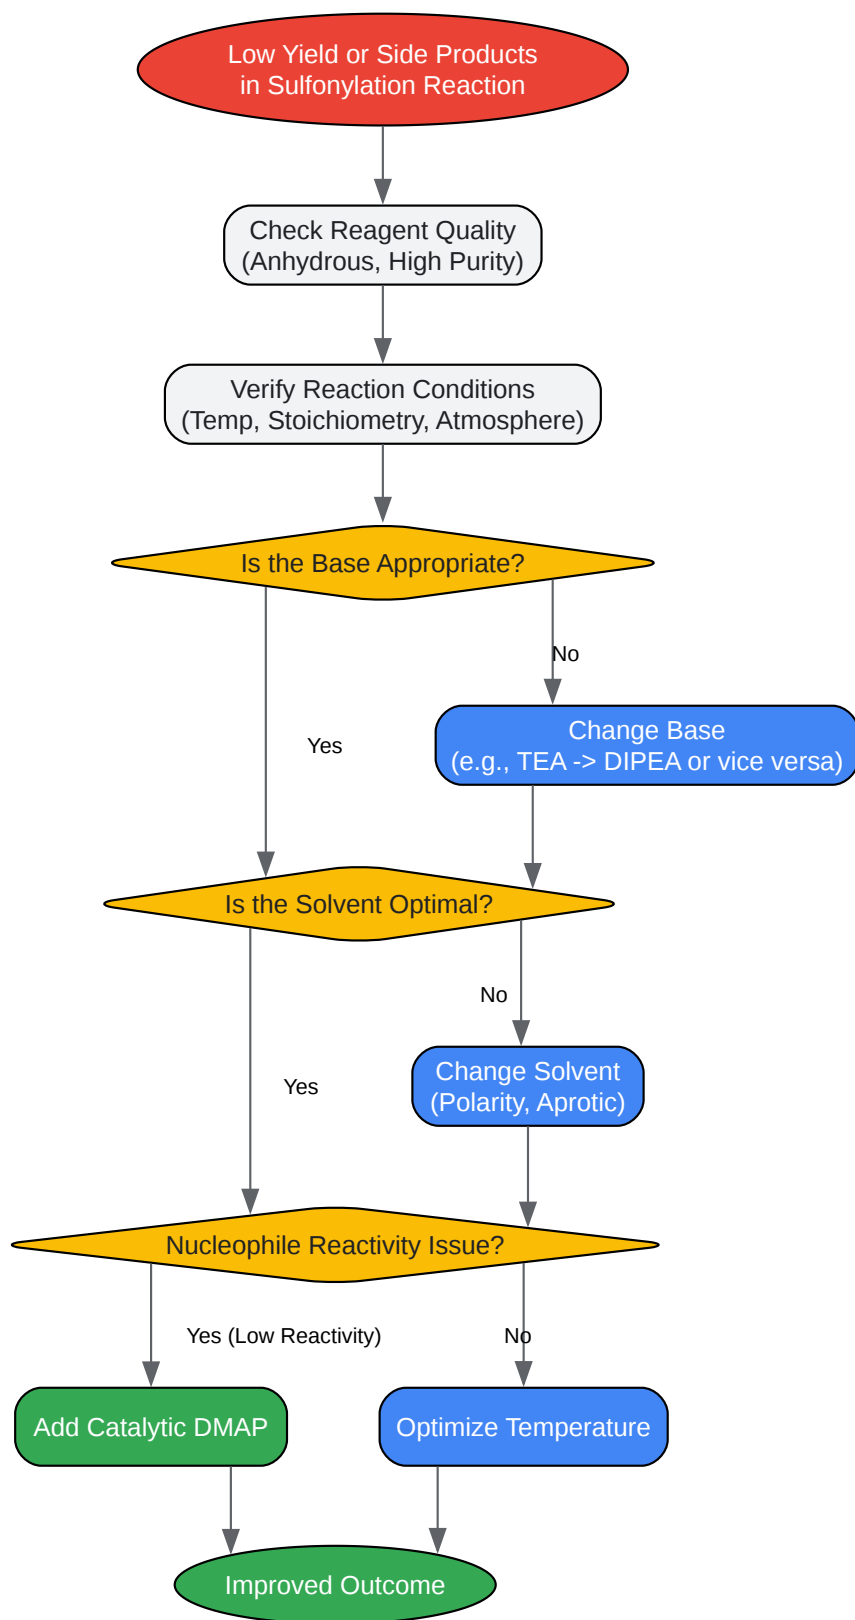 Low Yield or Side Products
in Sulfonylation Reaction
Check Reagent Quality
(Anhydrous, High Purity)
Verify Reaction Conditions
(Temp, Stoichiometry, Atmosphere)
Is the Base Appropriate?
No
Change Base
(e.g., TEA -> DIPEA or vice versa)
Yes
Is the Solvent Optimal?
No
Change Solvent
(Polarity, Aprotic)
Yes
Nucleophile Reactivity Issue?
Yes (Low Reactivity)
No
Add Catalytic DMAP
Optimize Temperature
Improved Outcome